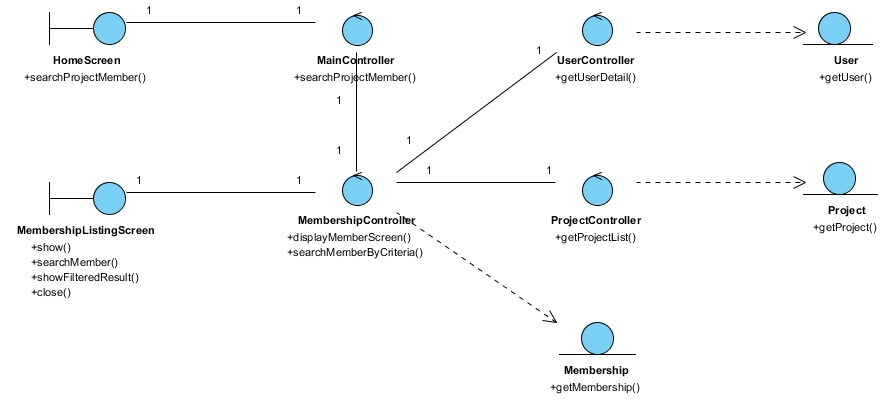 1 1
HomeScreen
+searchProjectMember()
MainController
+searchProjectMember()
UserController
+getUserDetail()
User
+getUser()
1
1
1
1
1 1
MembershipListingScreen
+show()
+searchMember()
+showFilteredResult()
+close()
MembershipController
+displayMemberScreen()
+searchMemberByCriteria()
1 1
ProjectController
+getProjectList()
Project
+getProject()
Membership
+getMembership()